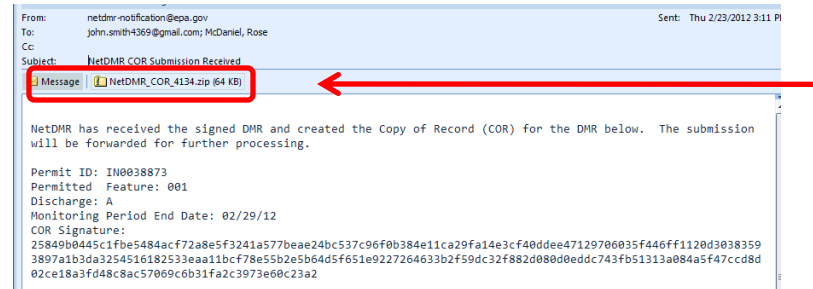 From: netdmr-notification@epa.gov Sent: Thu 2/23/2012 3:11
To: john.smith4369@gmail.com; McDaniel, Rose
Cc:
Subject: NetDMR COR Submission Received
Message NetDMR_COR_4134.zip (64 KB)
NetDMR has received the signed DMR and created the Copy of Record (COR) for the DMR below. The submission
will be forwarded for further processing.
Permit ID: IN0038873
Permitted Feature: 001
Discharge: A
Monitoring Period End Date: 02/29/12
COR Signature:
25849b0445c1fbe5484acf72a8e5f3241a577beae24bc537c96f0b384e11ca29fa14e3cf40ddee47129706035f446ff1120d3038359
3897a1b3da3254516182533eaa11bcf78e55b2e5b64d5f651e9227264633b2f59dc32f882d080d0eddc743fb51313a084a5f47ccd8d
02ce18a3fd48c8ac57069c6b31fa2c3973e60c23a2